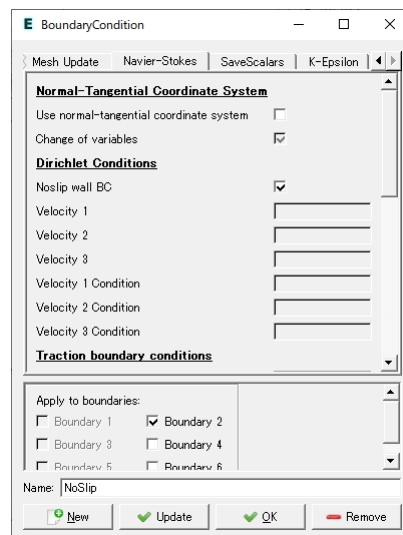 E BoundaryCondition
Mesh Update Navier-Stokes SaveScalars K-Epsilon
Normal-Tangential Coordinate System
Use normal-tangential coordinate system
Change of variables
Dirichlet Conditions
Noslip wall BC
Velocity 1
Velocity 2
Velocity 3
Velocity 1 Condition
Velocity 2 Condition
Velocity 3 Condition
Traction boundary conditions
Apply to boundaries:
Boundary 1 Boundary 2
Boundary 3 Boundary 4
Boundary 5 Boundary 6
Name: NoSlip
New Update OK Remove